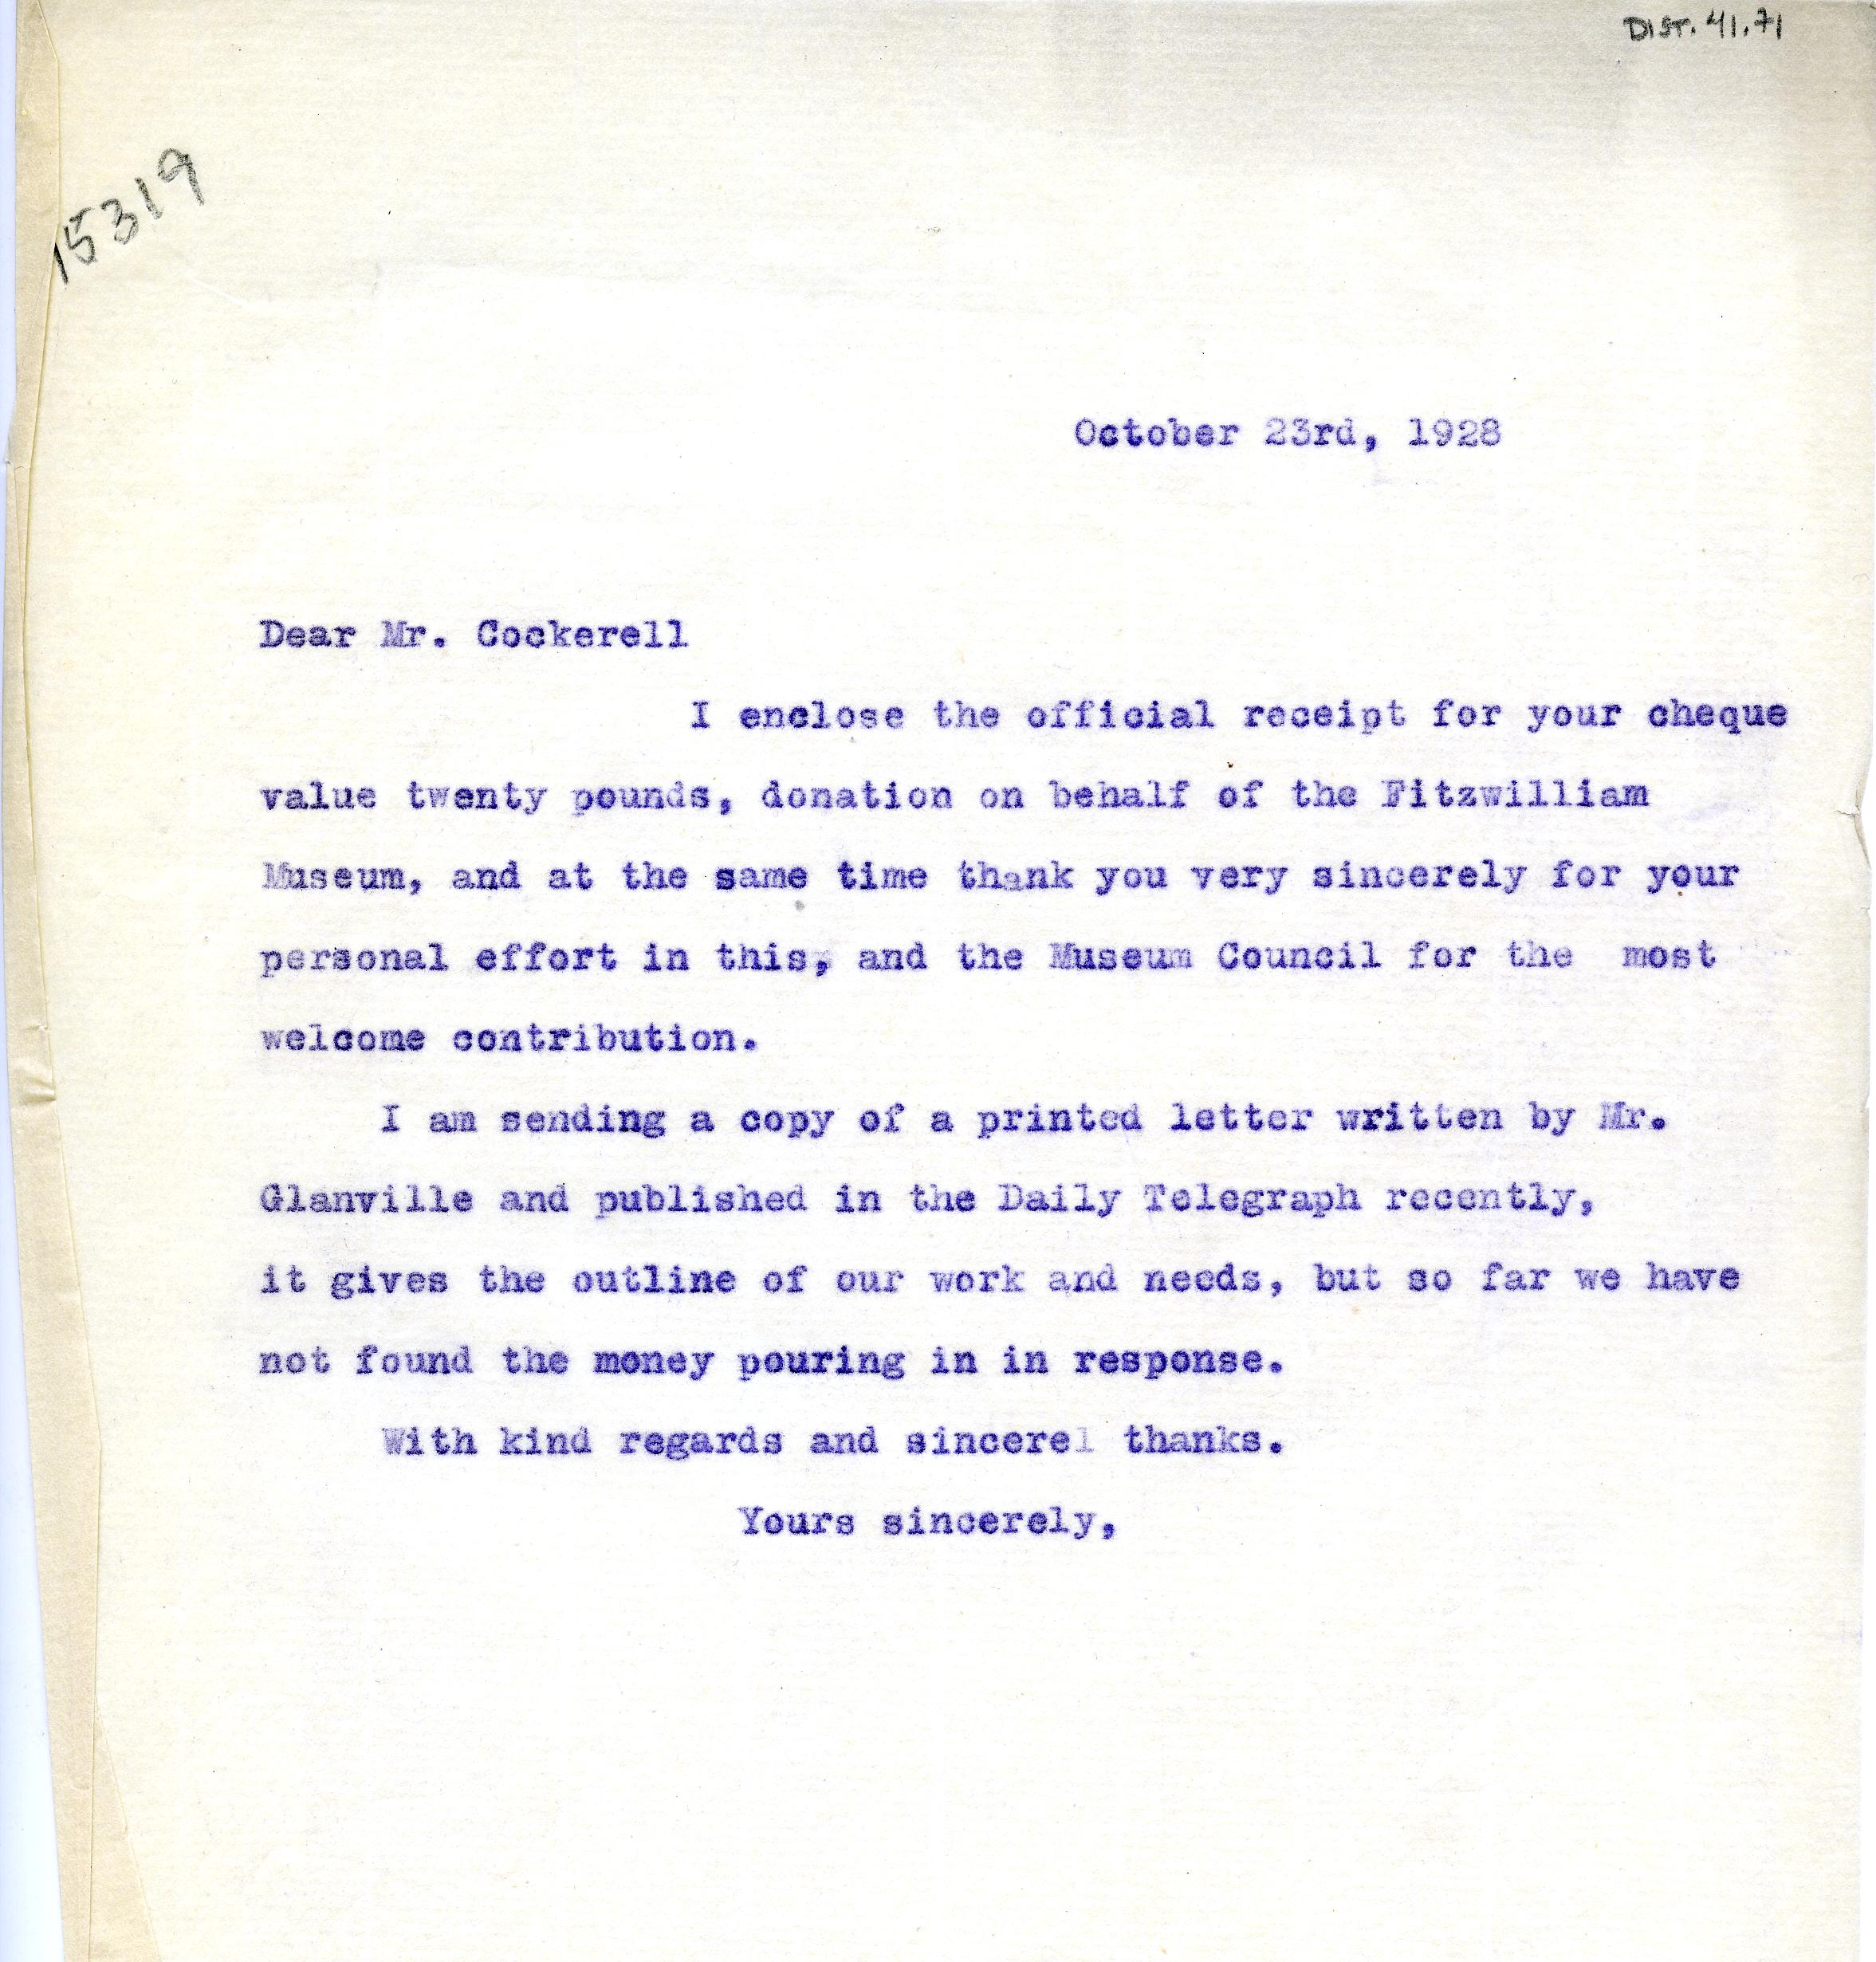 DIST. 41.71
15319
October 23rd, 1928
Dear Mr. Cockerell
I enclose the official receipt for your cheque
value twenty pounds, donation on behalf of the Fitzwilliam
Museum, and at the same time thank you very sincerely for your
personal effort in this, and the Museum Council for the most
welcome contribution.
I am sending a copy of a printed letter written by Mr.
Glanville and published in the Daily Telegraph recently,
it gives the outline of our work and needs, but so far we have
not found the money pouring in in response.
With kind regards and sincerel thanks.
Yours sincerely,